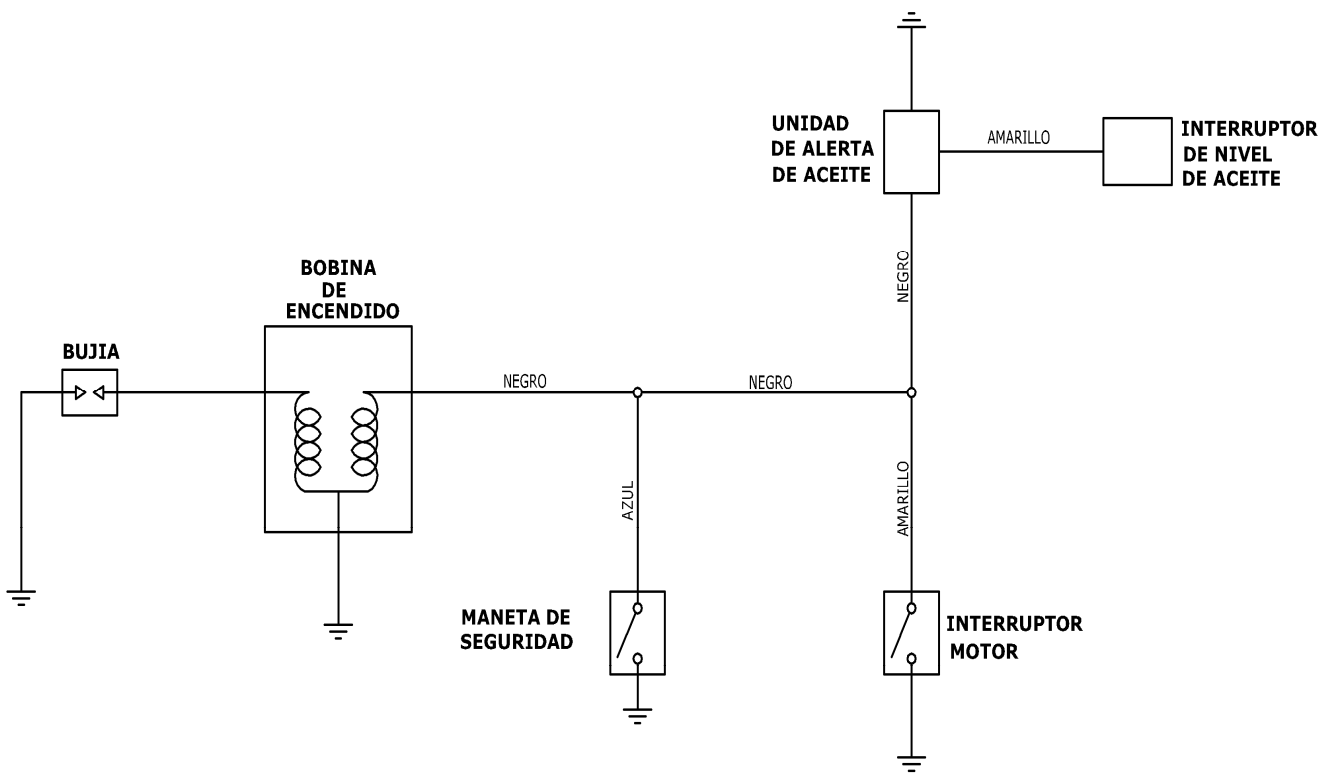 UNIDAD
DE ALERTA
DE ACEITE
AMARILLO
INTERRUPTOR
DE NIVEL
DE ACEITE
NEGRO
BOBINA
DE
ENCENDIDO
BUJIA
NEGRO
NEGRO
AZUL
AMARILLO
MANETA DE
SEGURIDAD
INTERRUPTOR
MOTOR